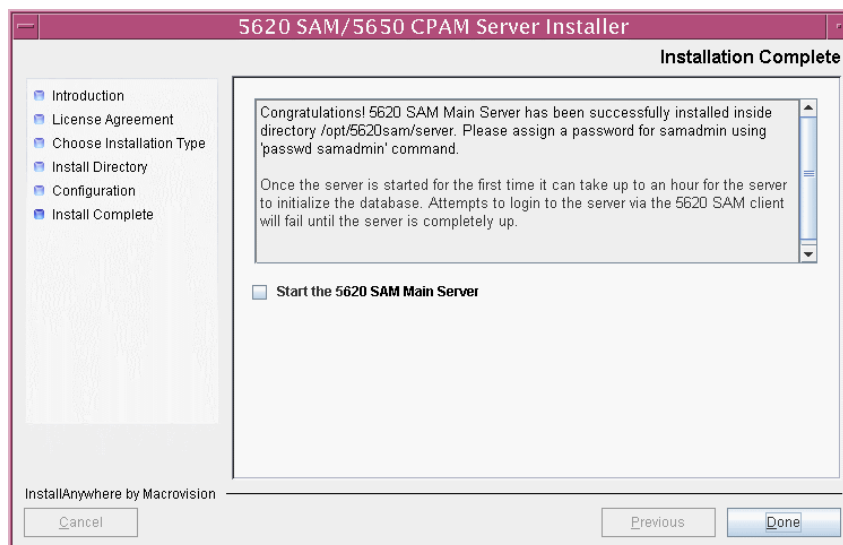 5620 SAM/5650 CPAM Server Installer
Installation Complete
Introduction
License Agreement
Choose Installation Type
Install Directory
Configuration
Install Complete
Congratulations! 5620 SAM Main Server has been successfully installed inside
directory /opt/5620sam/server. Please assign a password for samadmin using
'passwd samadmin' command.
Once the server is started for the first time it can take up to an hour for the server
to initialize the database. Attempts to login to the server via the 5620 SAM client
will fail until the server is completely up.
Start the 5620 SAM Main Server
InstallAnywhere by Macrovision
Cancel
Previous
Done